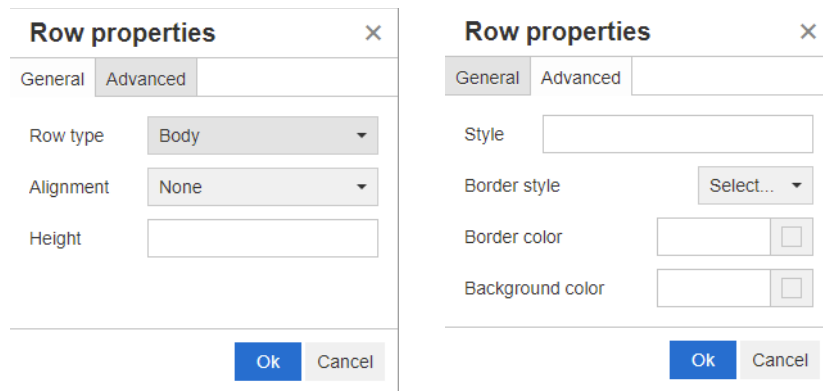 Row properties ×
General Advanced
Row type Body
Alignment None
Height
Ok Cancel
Row properties ×
General Advanced
Style
Border style Select...
Border color
Background color
Ok Cancel